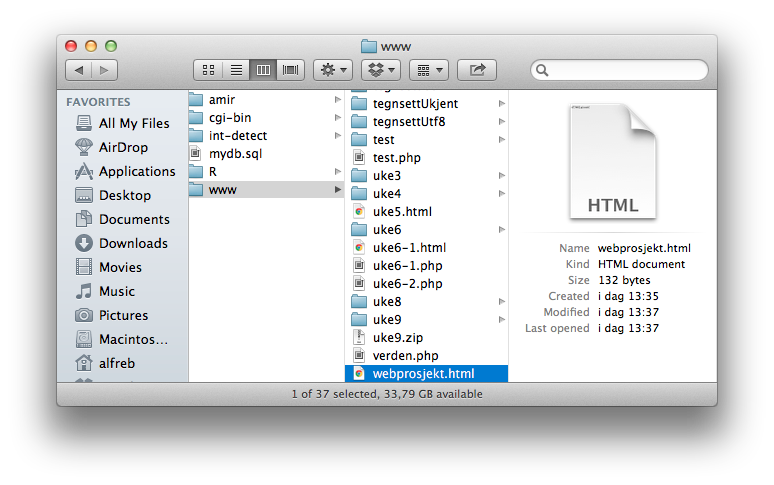 www
FAVORITES
All My Files
AirDrop
Applications
Desktop
Documents
Downloads
Movies
Music
Pictures
Macintos...
alfreb
amir
cgi-bin
int-detect
mydb.sql
R
www
tegnsettUkjent
tegnsettUtf8
test
test.php
uke3
uke4
uke5.html
uke6
uke6-1.html
uke6-1.php
uke6-2.php
uke8
uke9
uke9.zip
verden.php
webprosjekt.html
HTML
Name webprosjekt.html
Kind HTML document
Size 132 bytes
Created i dag 13:35
Modified i dag 13:37
Last opened i dag 13:37
1 of 37 selected, 33,79 GB available